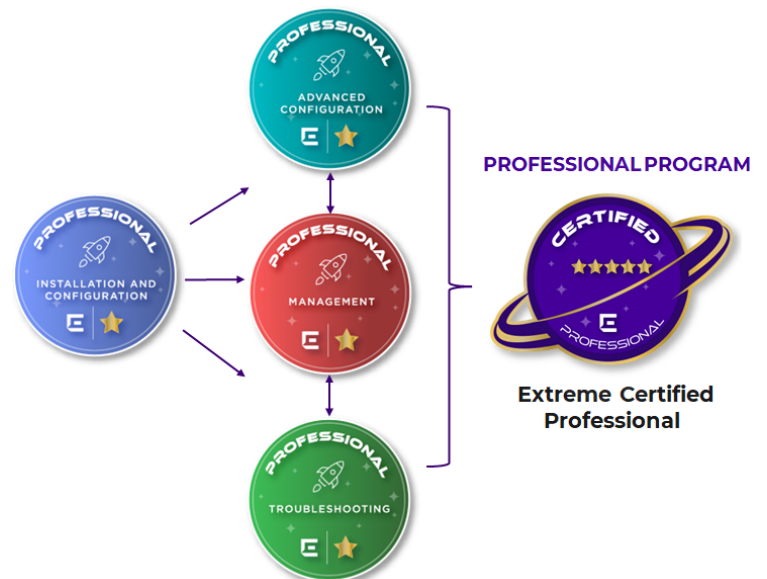 PROFESSIONAL
ADVANCED
CONFIGURATION
E
PROFESSIONAL PROGRAM
PROFESSIONAL
INSTALLATION AND
CONFIGURATION
E
PROFESSIONAL
MANAGEMENT
E
CERTIFIED
E
PROFESSIONAL
Extreme Certified
Professional
PROFESSIONAL
TROUBLESHOOTING
E